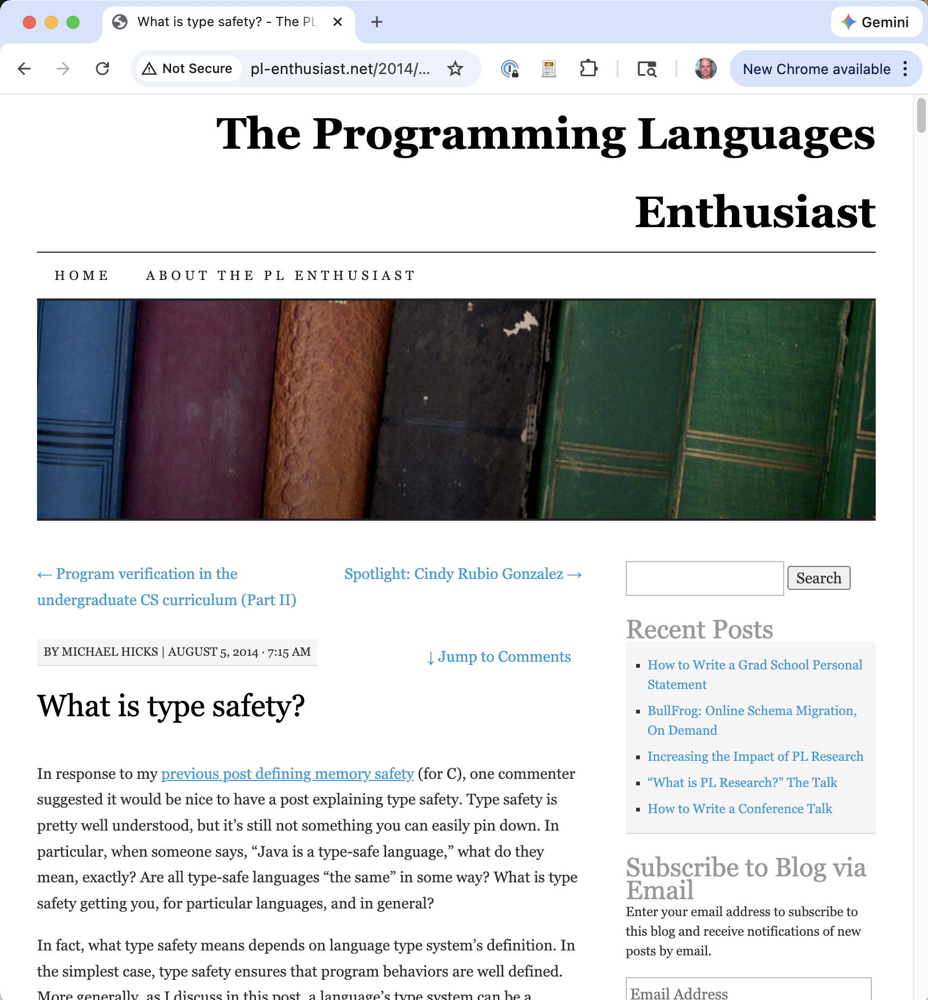 What is type safety? - The PL
Gemini
Not Secure
pl-enthusiast.net/2014/...
New Chrome available
The Programming Languages
Enthusiast
HOME
ABOUT THE PL ENTHUSIAST
← Program verification in the
undergraduate CS curriculum (Part II)
Spotlight: Cindy Rubio Gonzalez →
BY MICHAEL HICKS | AUGUST 5, 2014 · 7:15 AM
↓ Jump to Comments
What is type safety?
In response to my previous post defining memory safety (for C), one commenter
suggested it would be nice to have a post explaining type safety. Type safety is
pretty well understood, but it’s still not something you can easily pin down. In
particular, when someone says, “Java is a type-safe language,” what do they
mean, exactly? Are all type-safe languages “the same” in some way? What is type
safety getting you, for particular languages, and in general?
In fact, what type safety means depends on language type system’s definition. In
the simplest case, type safety ensures that program behaviors are well defined.
More generally, as I discuss in this post, a language’s type system can be a
Search
Recent Posts
How to Write a Grad School Personal
Statement
BullFrog: Online Schema Migration,
On Demand
Increasing the Impact of PL Research
“What is PL Research?” The Talk
How to Write a Conference Talk
Subscribe to Blog via
Email
Enter your email address to subscribe to
this blog and receive notifications of new
posts by email.
Email Address